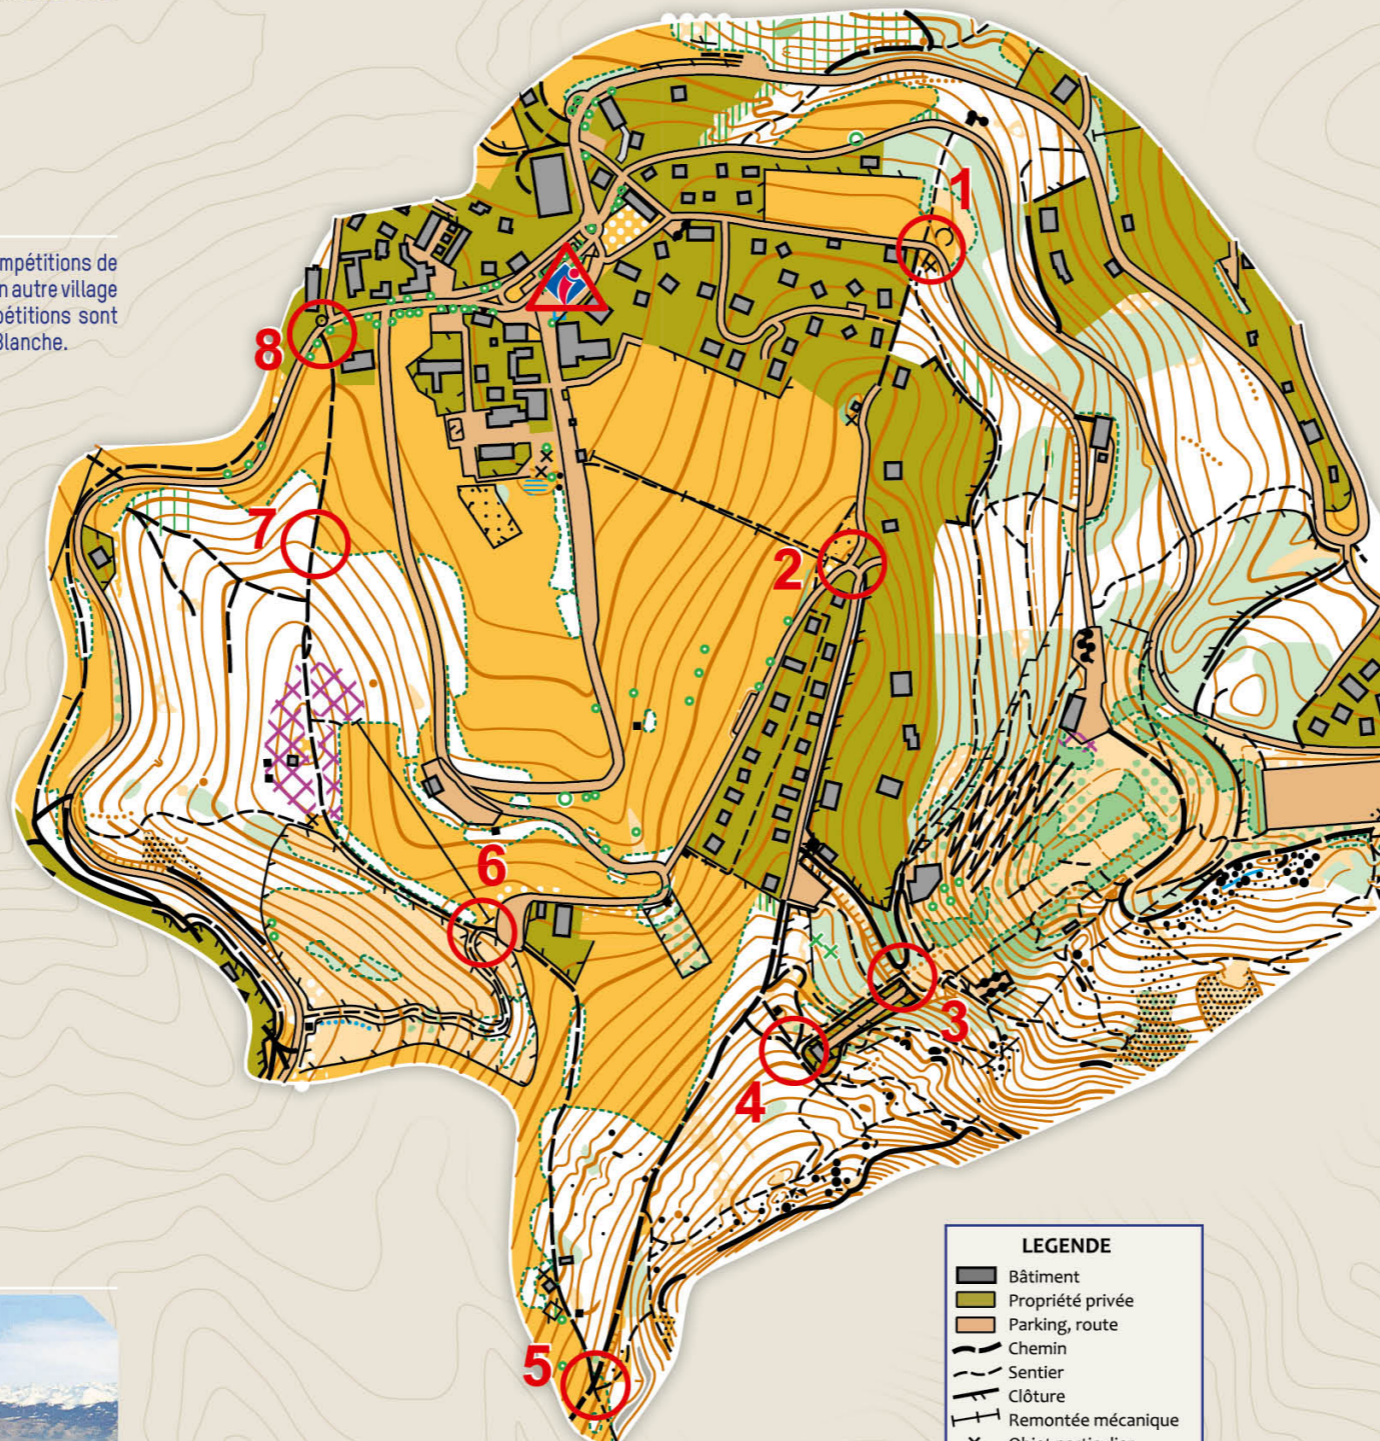 mpétitions de
n autre village
pétitions sont
Blanche.
1
8
7
2
6
3
4
5
LEGENDE
Bâtiment
Propriété privée
Parking, route
Chemin
Sentier
Clôture
Remontée mécanique